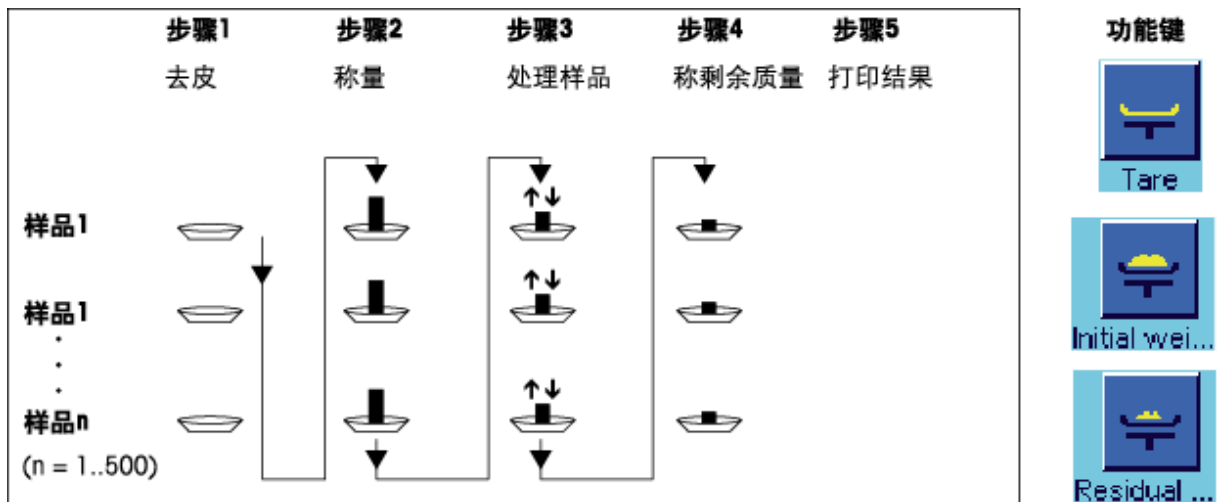 步骤1 步骤2 步骤3 步骤4 步骤5 功能键
去皮 称量 处理样品 称剩余质量 打印结果
Tare
样品1
样品1
Initial wei...
样品n
(n = 1..500)
Residual ...